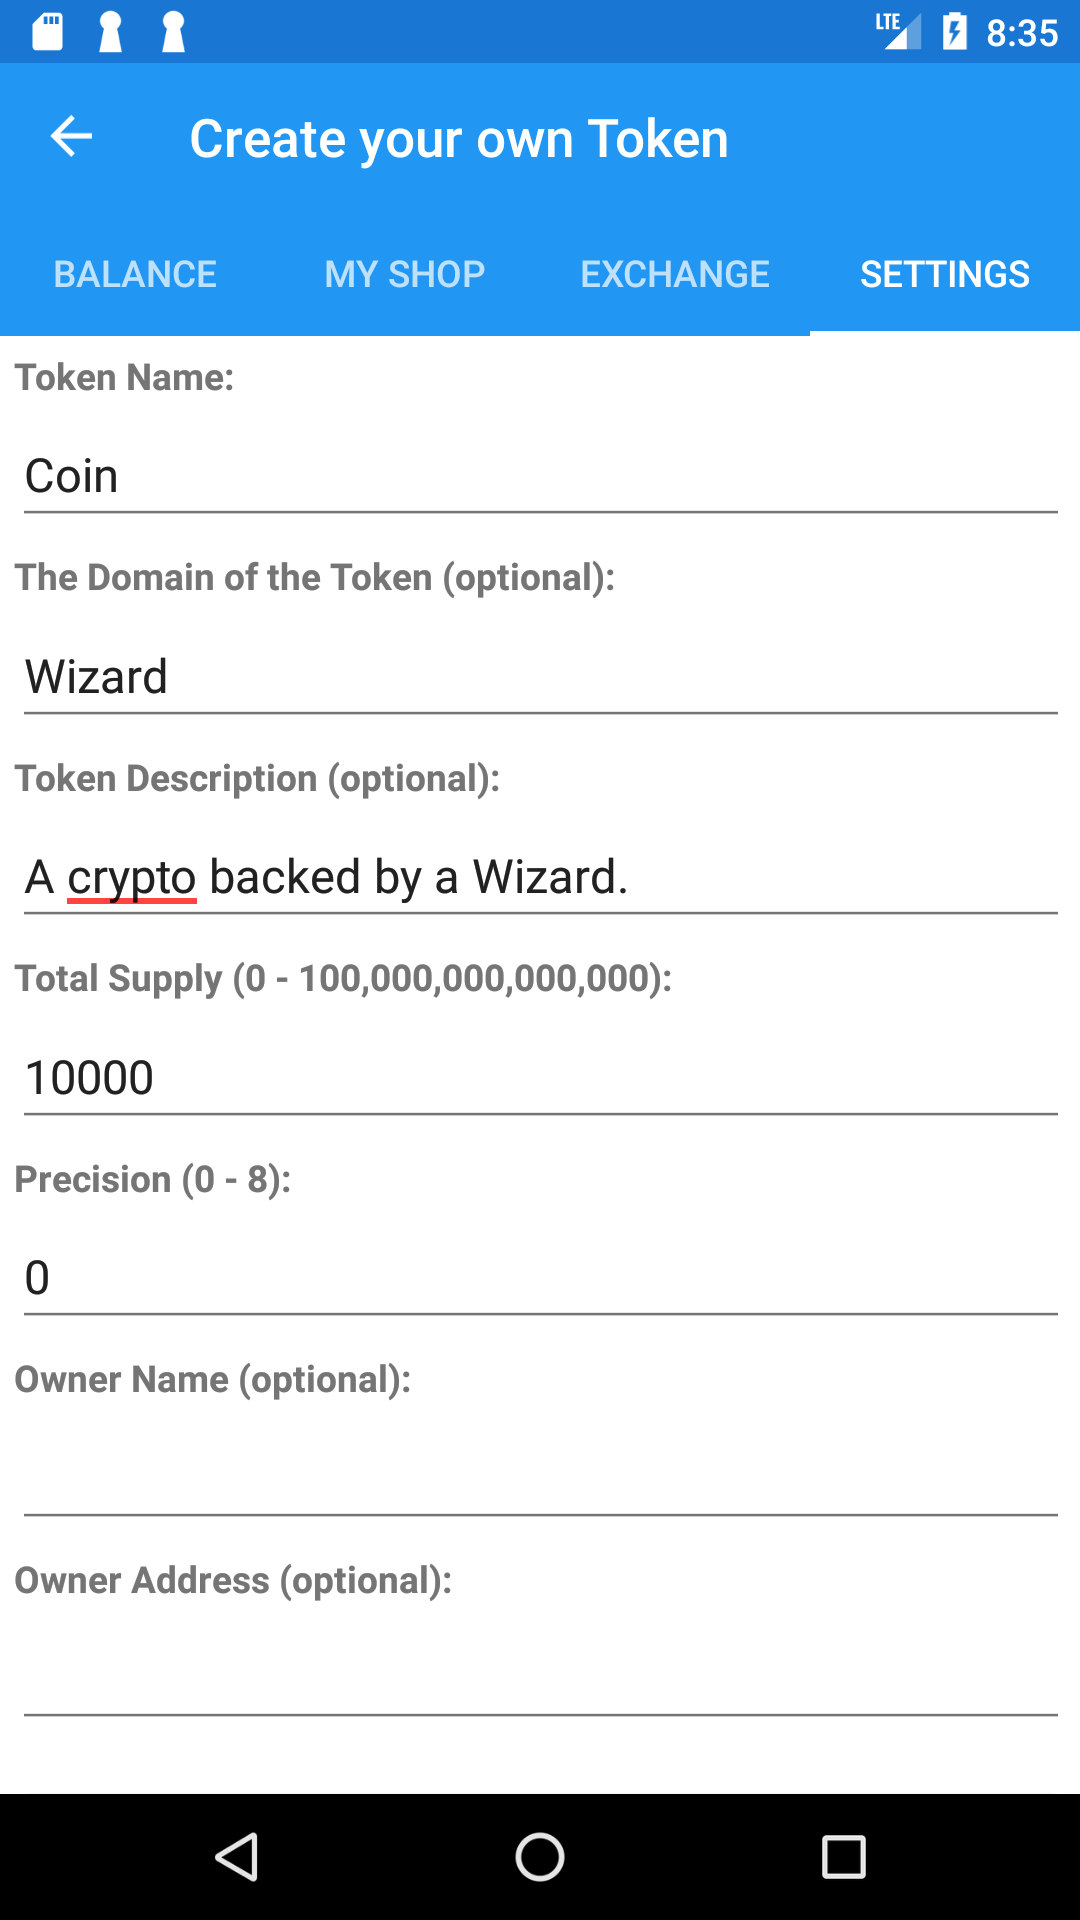 LTE 8:35
Create your own Token
BALANCE MY SHOP EXCHANGE SETTINGS
Token Name:
Coin
The Domain of the Token (optional):
Wizard
Token Description (optional):
A crypto backed by a Wizard.
Total Supply (0 - 100,000,000,000,000):
10000
Precision (0 - 8):
0
Owner Name (optional):
Owner Address (optional):